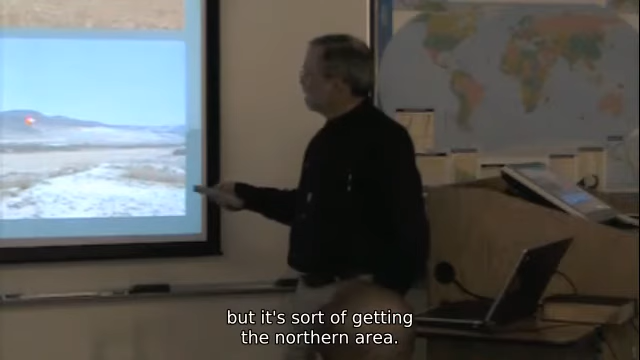 but it's sort of getting
the northern area.